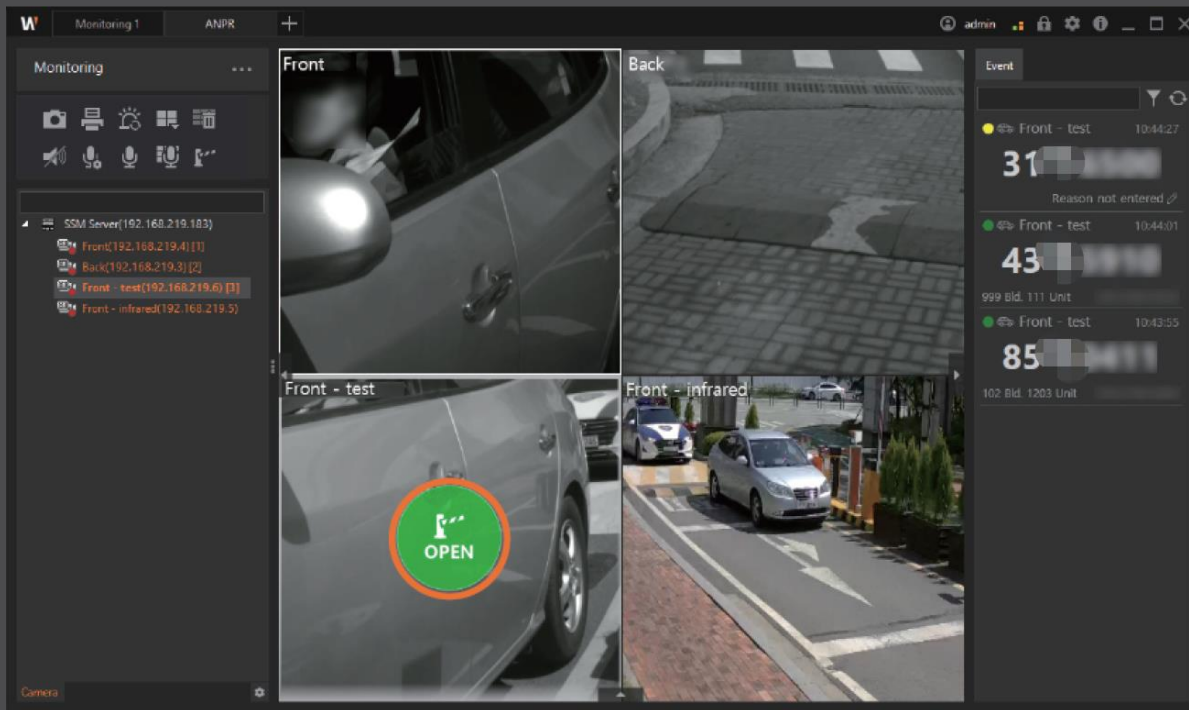 W
Monitoring 1
ANPR
admin
Monitoring
SSM Server(192.168.219.183)
Front(192.168.219.4) [1]
Back(192.168.219.3) [2]
Front - test(192.168.219.6) [3]
Front - infrared(192.168.219.5)
Camera
Front
Back
Front - test
OPEN
Front - infrared
Event
Front - test 10:44:27
31
Reason not entered
Front - test 10:44:01
43
999 Bld. 111 Unit
Front - test 10:43:55
85
102 Bld. 1203 Unit